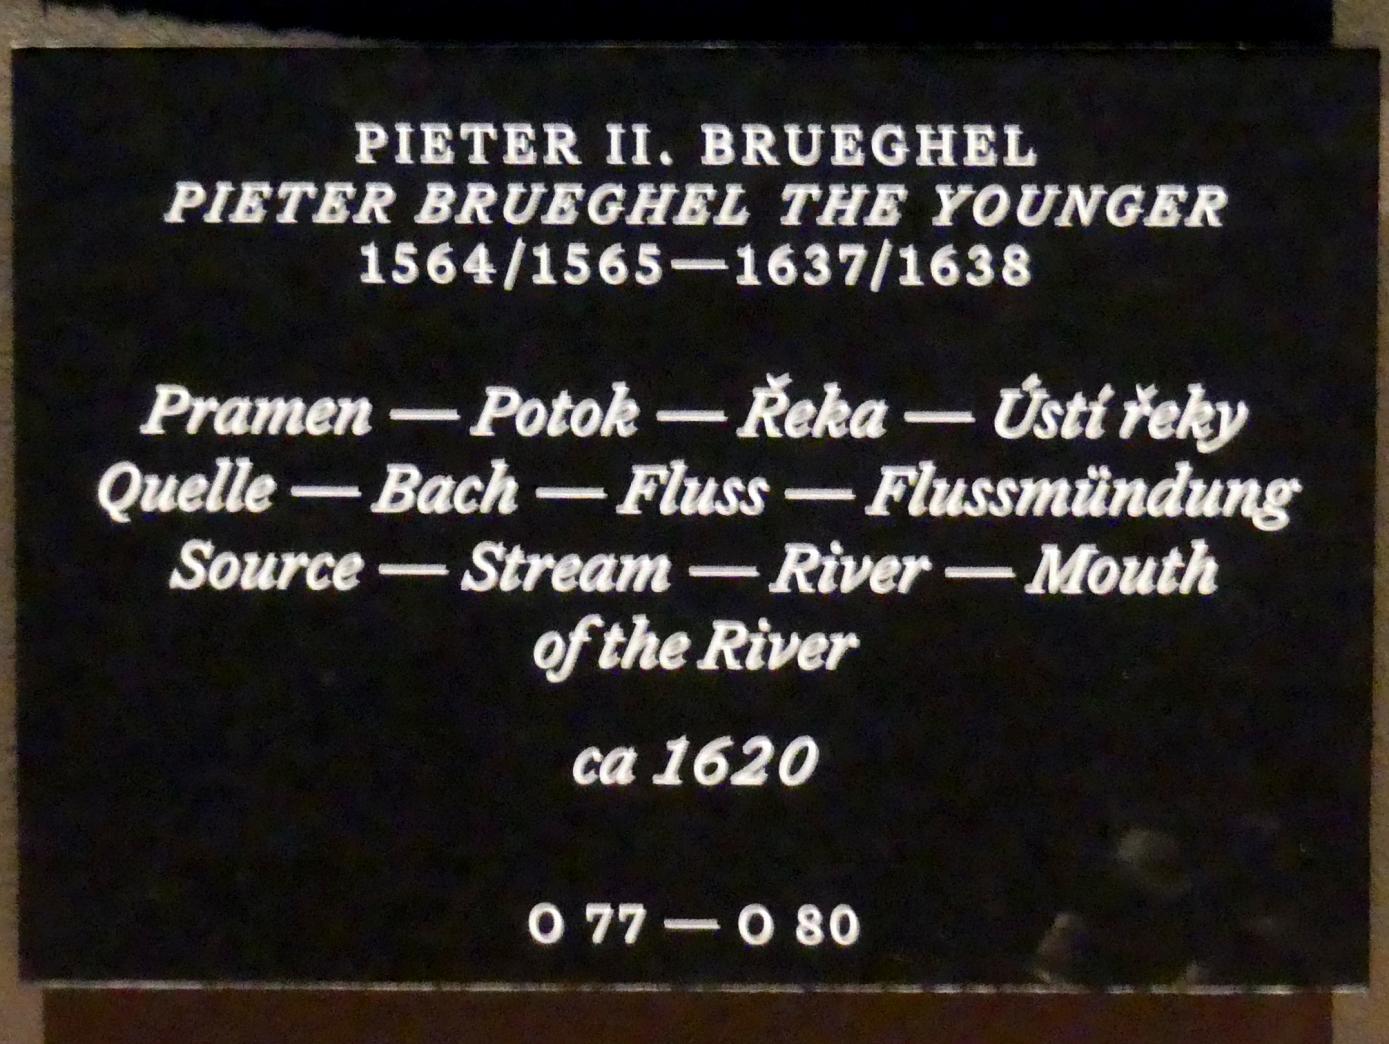 PIETER II. BRUEGHEL
PIETER BRUEGHEL THE YOUNGER
1564/1565—1637/1638
Pramen — Potok — Řeka — Ústí řeky
Quelle — Bach — Fluss — Flussmündung
Source — Stream — River — Mouth
of the River
ca 1620
O 77 — O 80